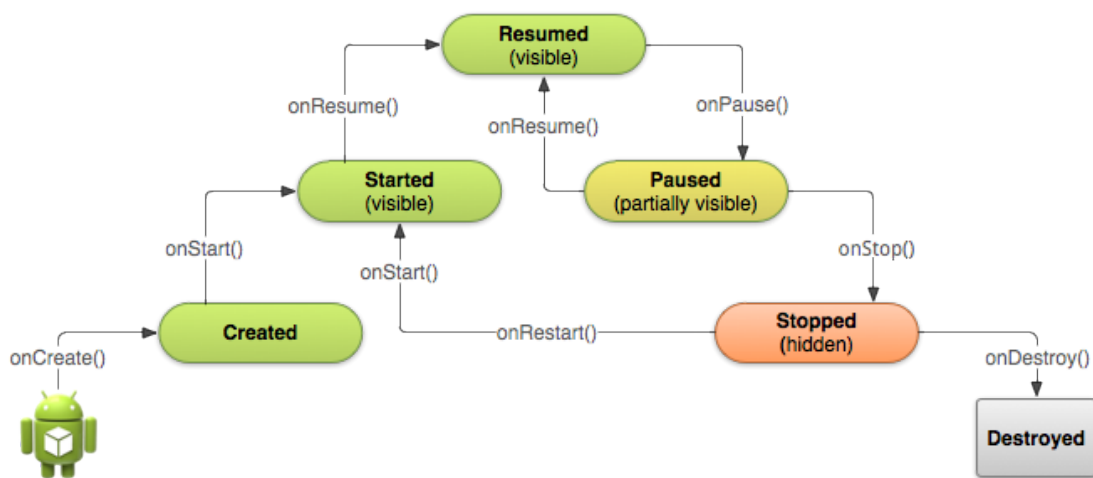 Resumed
(visible)
onResume()
onResume()
onPause()
Started
(visible)
Paused
(partially visible)
onStart()
onStart()
onStop()
Created
onRestart()
Stopped
(hidden)
onCreate()
onDestroy()
Destroyed